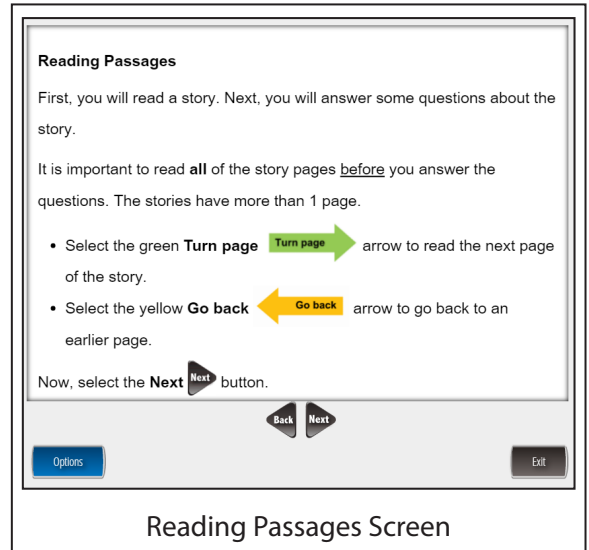 Reading Passages
First, you will read a story. Next, you will answer some questions about the
story.
It is important to read all of the story pages before you answer the
questions. The stories have more than 1 page.
• Select the green Turn page Turn page arrow to read the next page
of the story.
• Select the yellow Go back Go back arrow to go back to an
earlier page.
Now, select the Next Next button.
Back Next
Options Exit
Reading Passages Screen